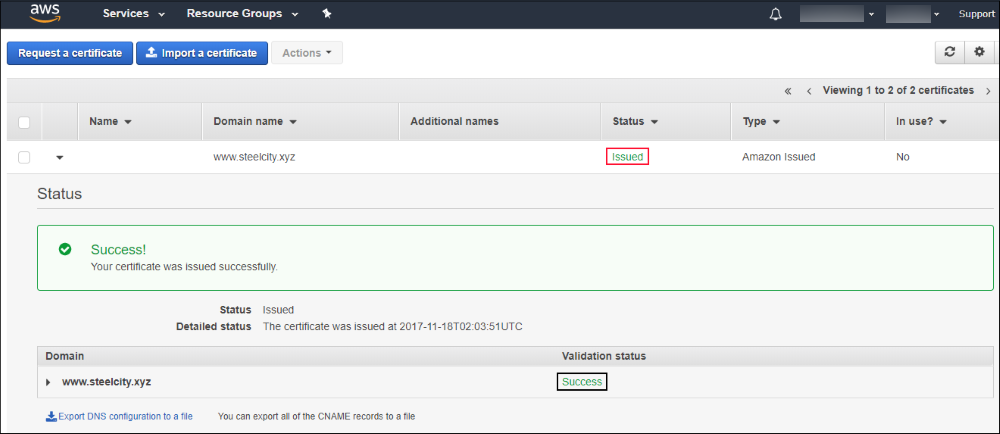 aws Services Resource Groups Support
Request a certificate Import a certificate Actions
« ‹ Viewing 1 to 2 of 2 certificates ›
Name Domain name Additional names Status Type In use?
www.steelcity.xyz Issued Amazon Issued No
Status
Success!
Your certificate was issued successfully.
Status Issued
Detailed status The certificate was issued at 2017-11-18T02:03:51UTC
Domain Validation status
www.steelcity.xyz Success
Export DNS configuration to a file You can export all of the CNAME records to a file